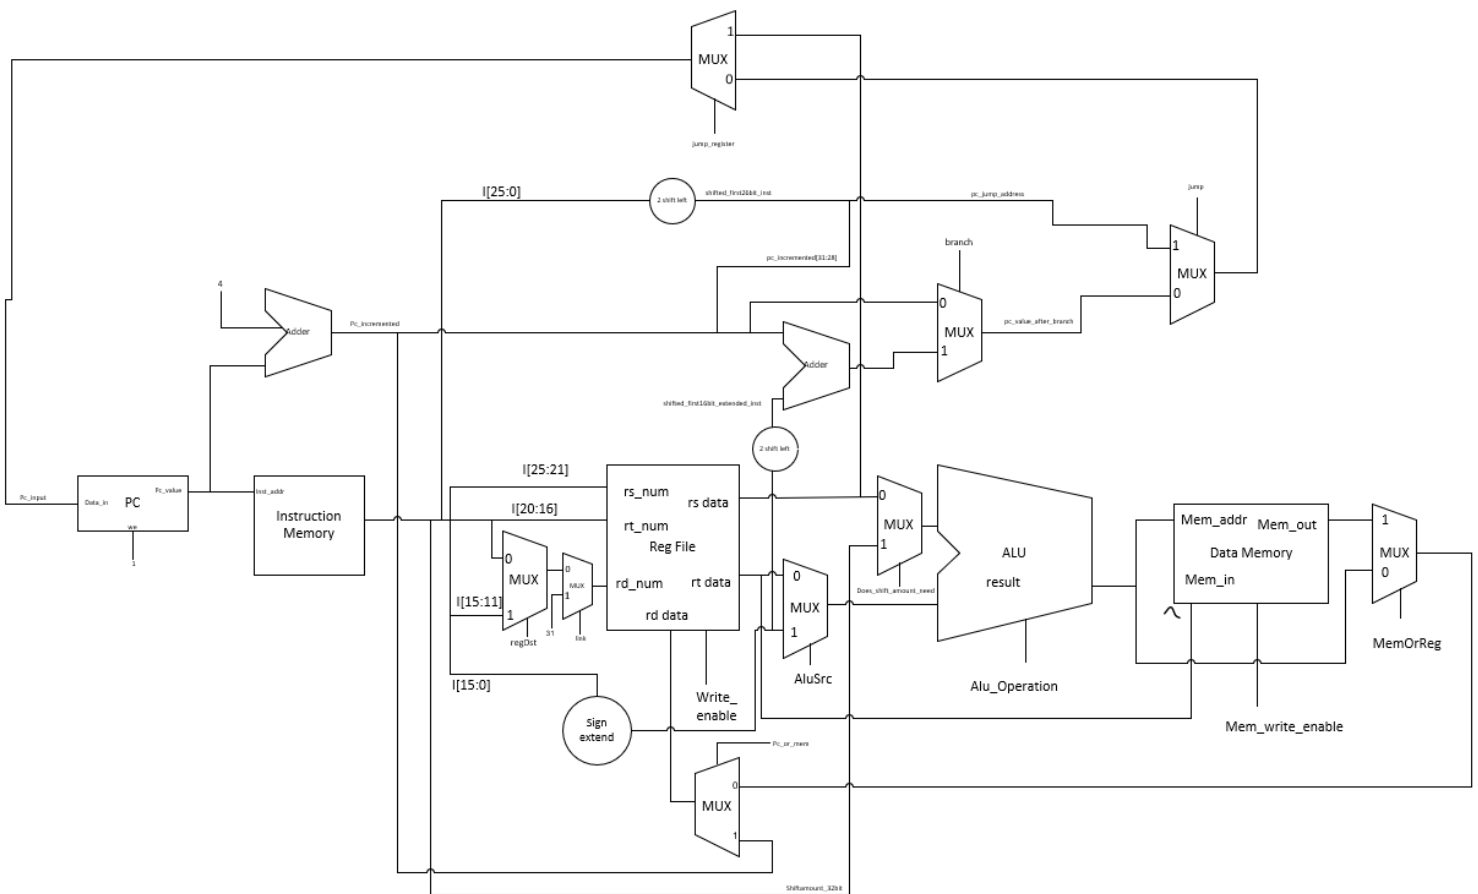 1
MUX
0
jump_register
I[25:0]
2 shift left
shifted_first26bit_inst
pc_jump_address
jump
1
MUX
0
branch
pc_incremented[31:28]
4
Adder
Pc_incremented
0
MUX
1
pc_value_after_branch
Adder
shifted_first16bit_extended_inst
2 shift left
Pc_input
Data_in
PC
Pc_value
we
1
Inst_addr
Instruction
Memory
I[25:21]
I[20:16]
rs_num
rs data
rt_num
Reg File
rd_num
rt data
rd data
0
MUX
1
regDst
I[15:11]
0
MUX
1
31
link
I[15:0]
Sign
extend
Write_
enable
0
MUX
1
AluSrc
0
MUX
1
Does_shift_amount_need
ALU
result
Alu_Operation
Mem_addr
Mem_out
Data Memory
Mem_in
Mem_write_enable
1
MUX
0
MemOrReg
Pc_or_mem
0
MUX
1
Shiftamount_32bit